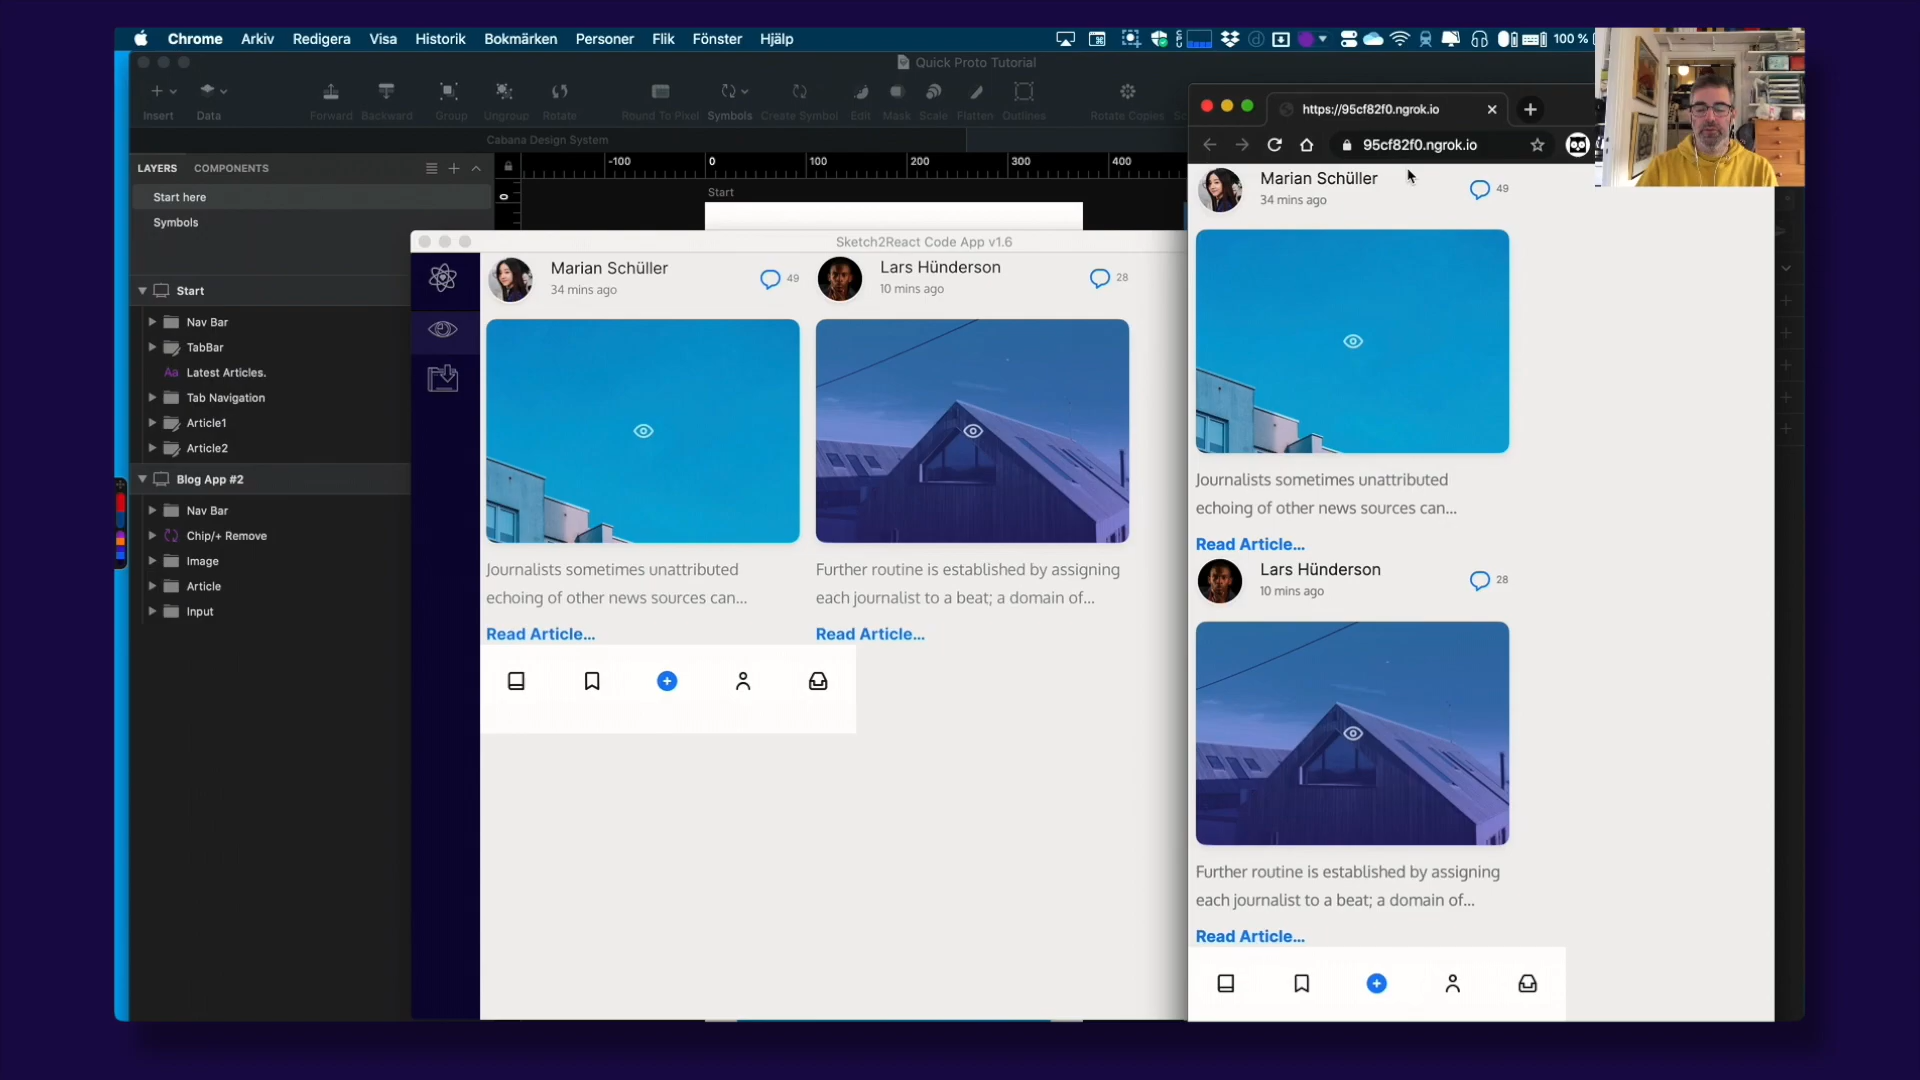 Chrome Arkiv Redigera Visa Historik Bokmärken Personer Flik Fönster Hjälp
100 %
Quick Proto Tutorial
Insert Data Forward Backward Group Ungroup Rotate Round To Pixel Symbols Create Symbol Edit Mask Scale Flatten Outlines Rotate Copies
Cabana Design System
LAYERS COMPONENTS
Start here
Symbols
Start
Nav Bar
TabBar
Aa Latest Articles.
Tab Navigation
Article1
Article2
Blog App #2
Nav Bar
Chip/+ Remove
Image
Article
Input
-100 0 100 200 300 400
Start
Sketch2React Code App v1.6
Marian Schüller
34 mins ago
49
Journalists sometimes unattributed
echoing of other news sources can...
Read Article...
Lars Hünderson
10 mins ago
28
Further routine is established by assigning
each journalist to a beat; a domain of...
Read Article...
https://95cf82f0.ngrok.io
95cf82f0.ngrok.io
Marian Schüller
34 mins ago
49
Journalists sometimes unattributed
echoing of other news sources can...
Read Article...
Lars Hünderson
10 mins ago
28
Further routine is established by assigning
each journalist to a beat; a domain of...
Read Article...